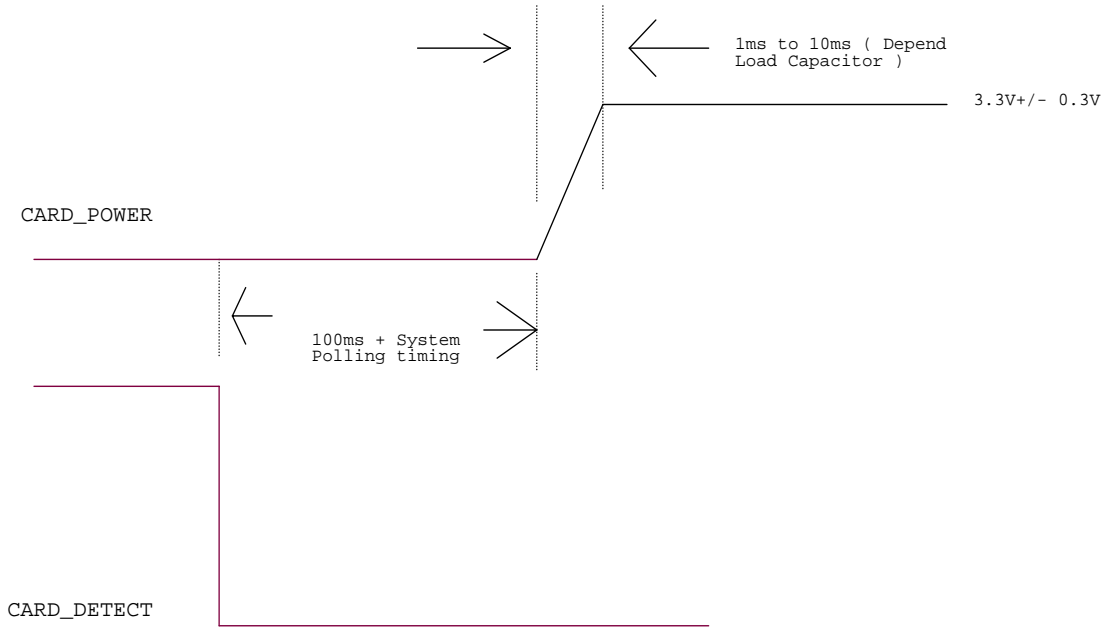 1ms to 10ms ( Depend
Load Capacitor )
3.3V+/- 0.3V
CARD_POWER
100ms + System
Polling timing
CARD_DETECT